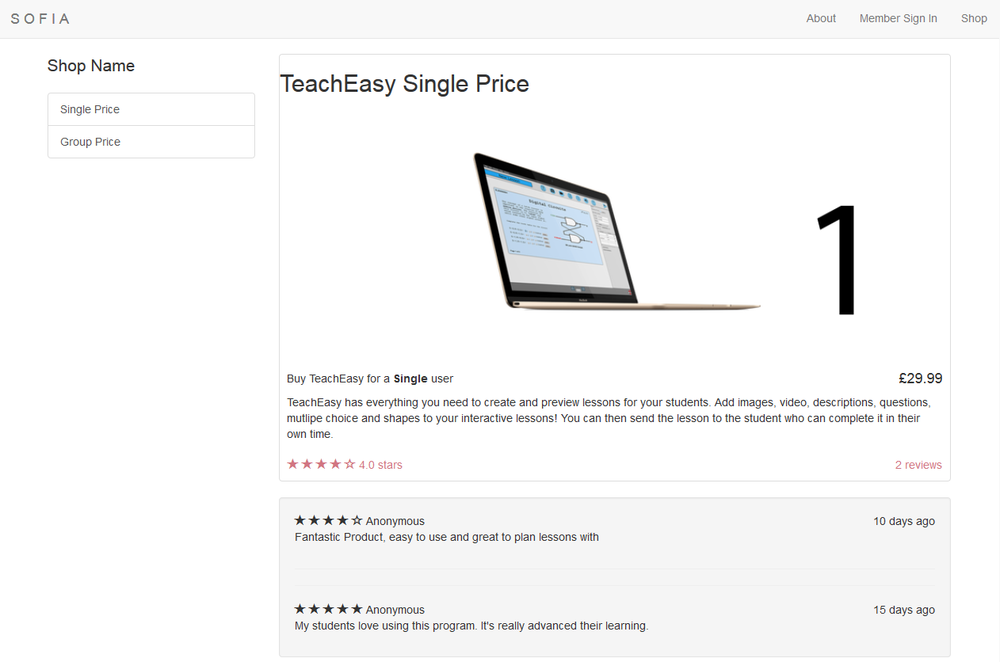 S O F I A
About
Member Sign In
Shop
Shop Name
Single Price
Group Price
TeachEasy Single Price
Digital Circuits
1
Buy TeachEasy for a Single user
£29.99
TeachEasy has everything you need to create and preview lessons for your students. Add images, video, descriptions, questions,
mutlipe choice and shapes to your interactive lessons! You can then send the lesson to the student who can complete it in their
own time.
★★★★☆ 4.0 stars
2 reviews
★★★★☆ Anonymous
10 days ago
Fantastic Product, easy to use and great to plan lessons with
★★★★★ Anonymous
15 days ago
My students love using this program. It's really advanced their learning.